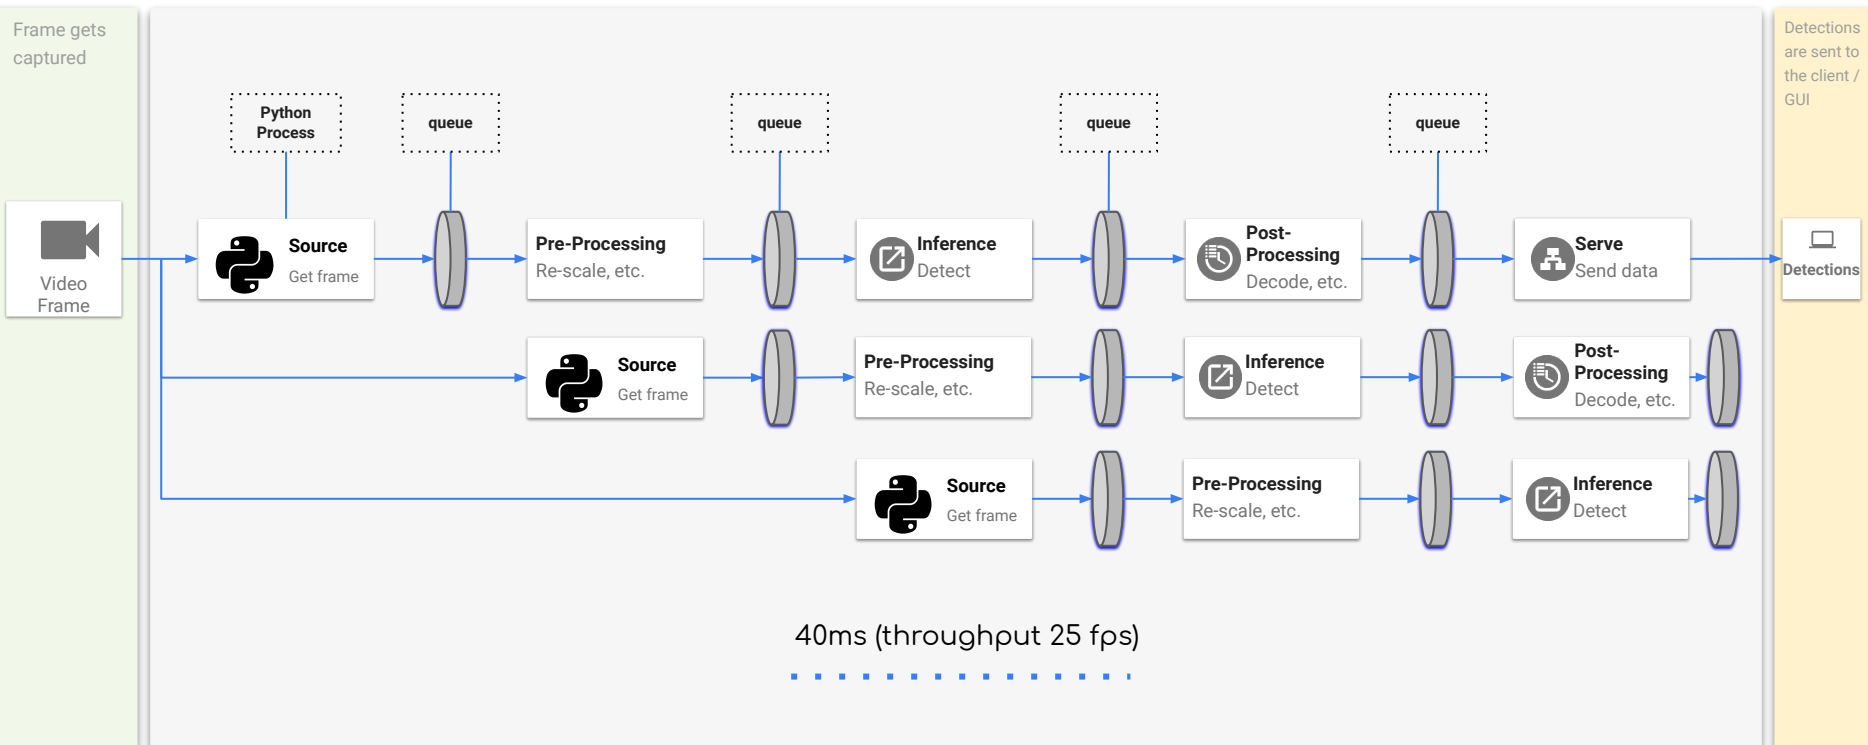 Frame gets
captured
Detections
are sent to
the client /
GUI
Python
Process
queue
queue
queue
queue
Video
Frame
Source
Get frame
Pre-Processing
Re-scale, etc.
Inference
Detect
Post-
Processing
Decode, etc.
Serve
Send data
Detections
Source
Get frame
Pre-Processing
Re-scale, etc.
Inference
Detect
Post-
Processing
Decode, etc.
Source
Get frame
Pre-Processing
Re-scale, etc.
Inference
Detect
40ms (throughput 25 fps)